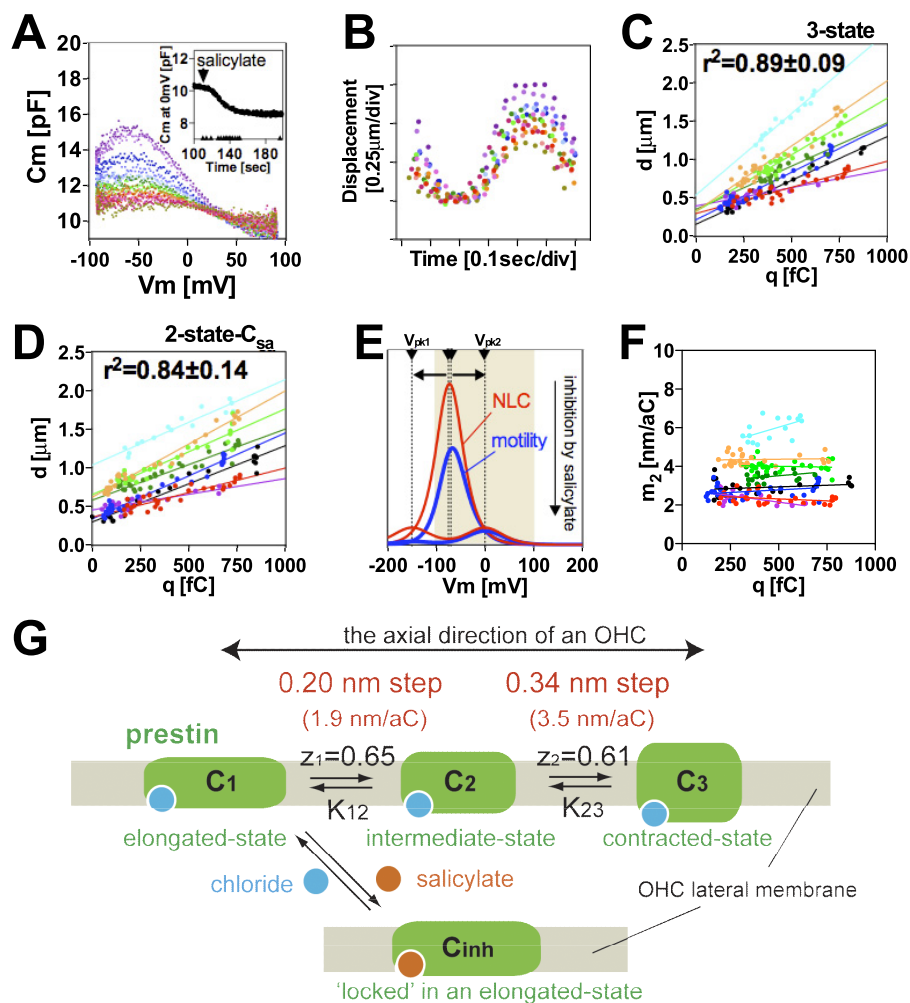 A
20
18
16
14
12
10
Cm [pF]
-100
-50
0
50
100
Vm [mV]
salicylate
12
10
8
Cm at 0mV [pF]
100
140
180
Time [sec]
B
Displacement
[0.25μm/div]
Time [0.1sec/div]
C
3-state
r²=0.89±0.09
2.5
2.0
1.5
1.0
0.5
0.0
d [μm]
0
250
500
750
1000
q [fC]
D
2-state-Csa
r²=0.84±0.14
2.5
2.0
1.5
1.0
0.5
0.0
d [μm]
0
250
500
750
1000
q [fC]
E
Vpk1
Vpk2
NLC
motility
inhibition by salicylate
-200
-100
0
100
200
Vm [mV]
F
10
8
6
4
2
0
m2 [nm/aC]
0
250
500
750
1000
q [fC]
G
the axial direction of an OHC
0.20 nm step
0.34 nm step
(1.9 nm/aC)
(3.5 nm/aC)
prestin
z1=0.65
z2=0.61
C1
C2
C3
K12
K23
elongated-state
intermediate-state
contracted-state
chloride
salicylate
OHC lateral membrane
Cinh
'locked' in an elongated-state